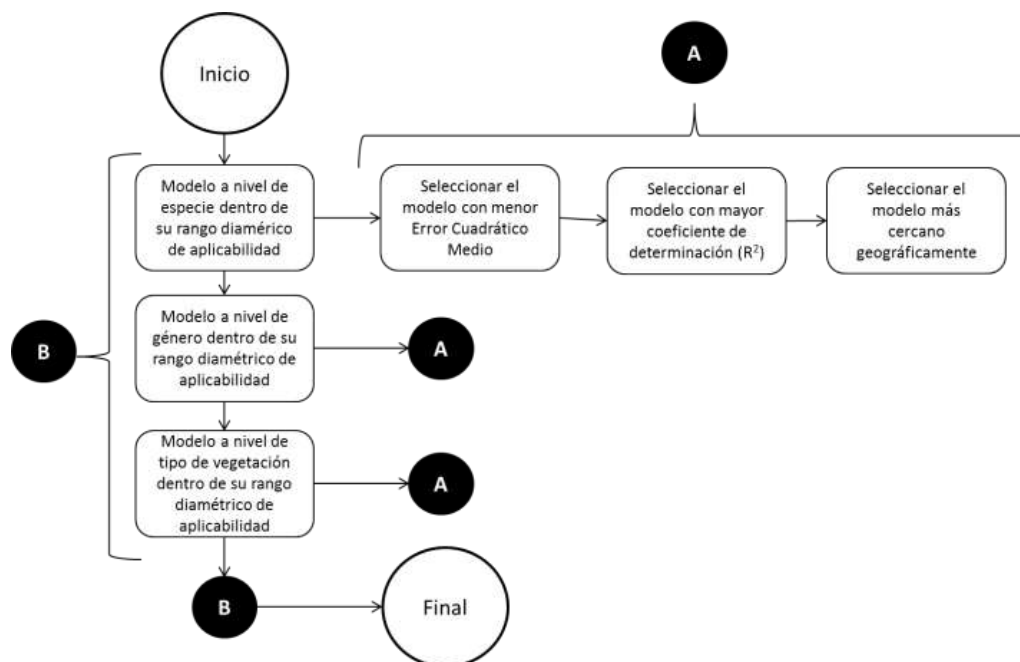 Inicio
A
Modelo a nivel de
especie dentro de
su rango diamérico
de aplicabilidad
Seleccionar el
modelo con menor
Error Cuadrático
Medio
Seleccionar el
modelo con mayor
coeficiente de
determinación (R²)
Seleccionar el
modelo más
cercano
geográficamente
B
Modelo a nivel de
género dentro de su
rango diamétrico de
aplicabilidad
A
Modelo a nivel de
tipo de vegetación
dentro de su rango
diamétrico de
aplicabilidad
A
B
Final